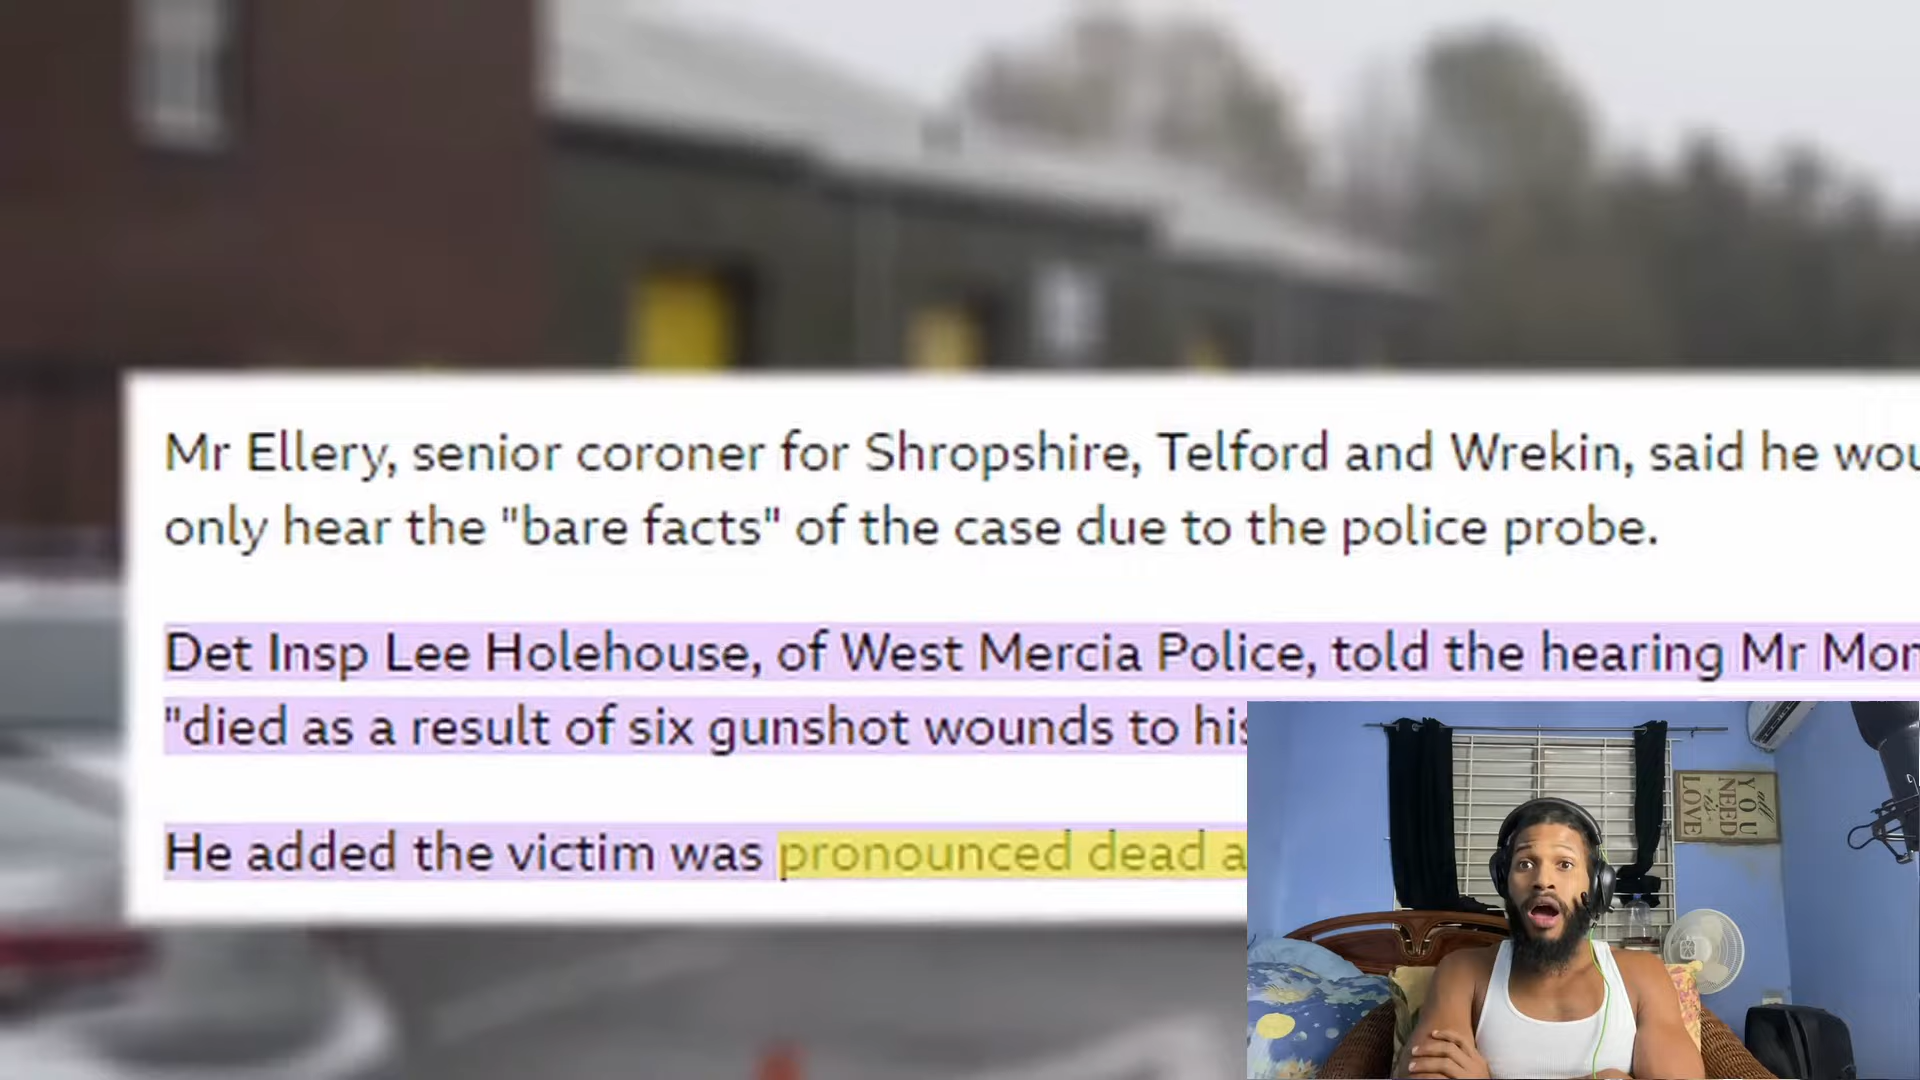 Mr Ellery, senior coroner for Shropshire, Telford and Wrekin, said he wou
only hear the "bare facts" of the case due to the police probe.
Det Insp Lee Holehouse, of West Mercia Police, told the hearing Mr Mor
"died as a result of six gunshot wounds to his
He added the victim was pronounced dead a
all
YOU
NEED
is
LOVE